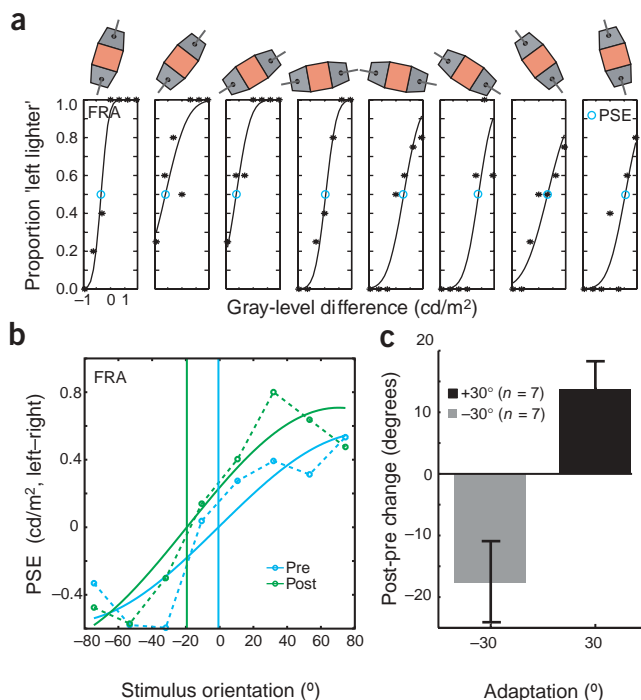 a
FRA
PSE
Proportion 'left lighter'
1.0
0.8
0.6
0.4
0.2
0.0
–1 0 1
Gray-level difference (cd/m²)
b
FRA
PSE (cd/m², left–right)
0.8
0.4
0
–0.4
Pre
Post
–80 –60 –40 –20 0 20 40 60 80
Stimulus orientation (º)
c
Post-pre change (degrees)
20
10
0
–10
–20
+30° (n = 7)
–30° (n = 7)
–30 30
Adaptation (º)